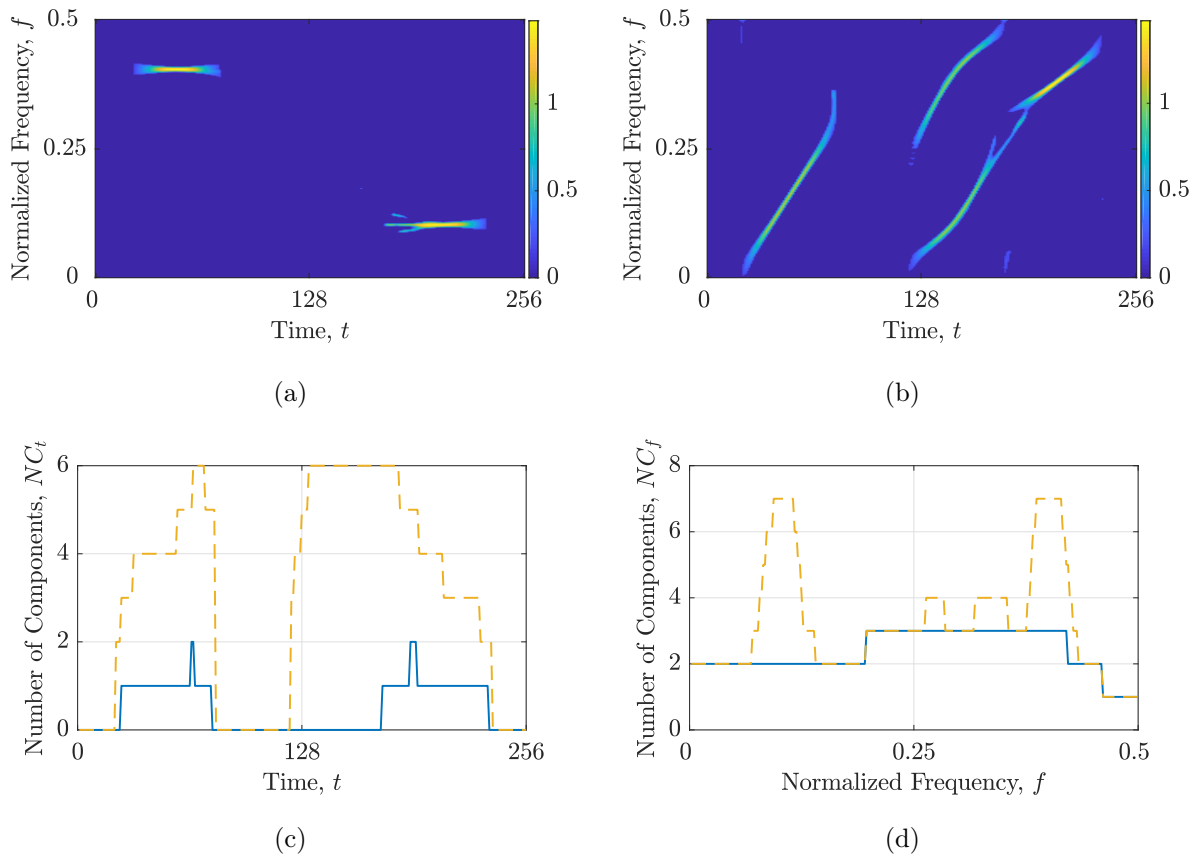 0.5
0.25
0
0
128
256
Normalized Frequency, f
Time, t
1
0.5
0
(a)
0.5
0.25
0
0
128
256
Normalized Frequency, f
Time, t
1
0.5
0
(b)
6
4
2
0
0
128
256
Number of Components, NC_t
Time, t
(c)
8
6
4
2
0
0
0.25
0.5
Number of Components, NC_f
Normalized Frequency, f
(d)